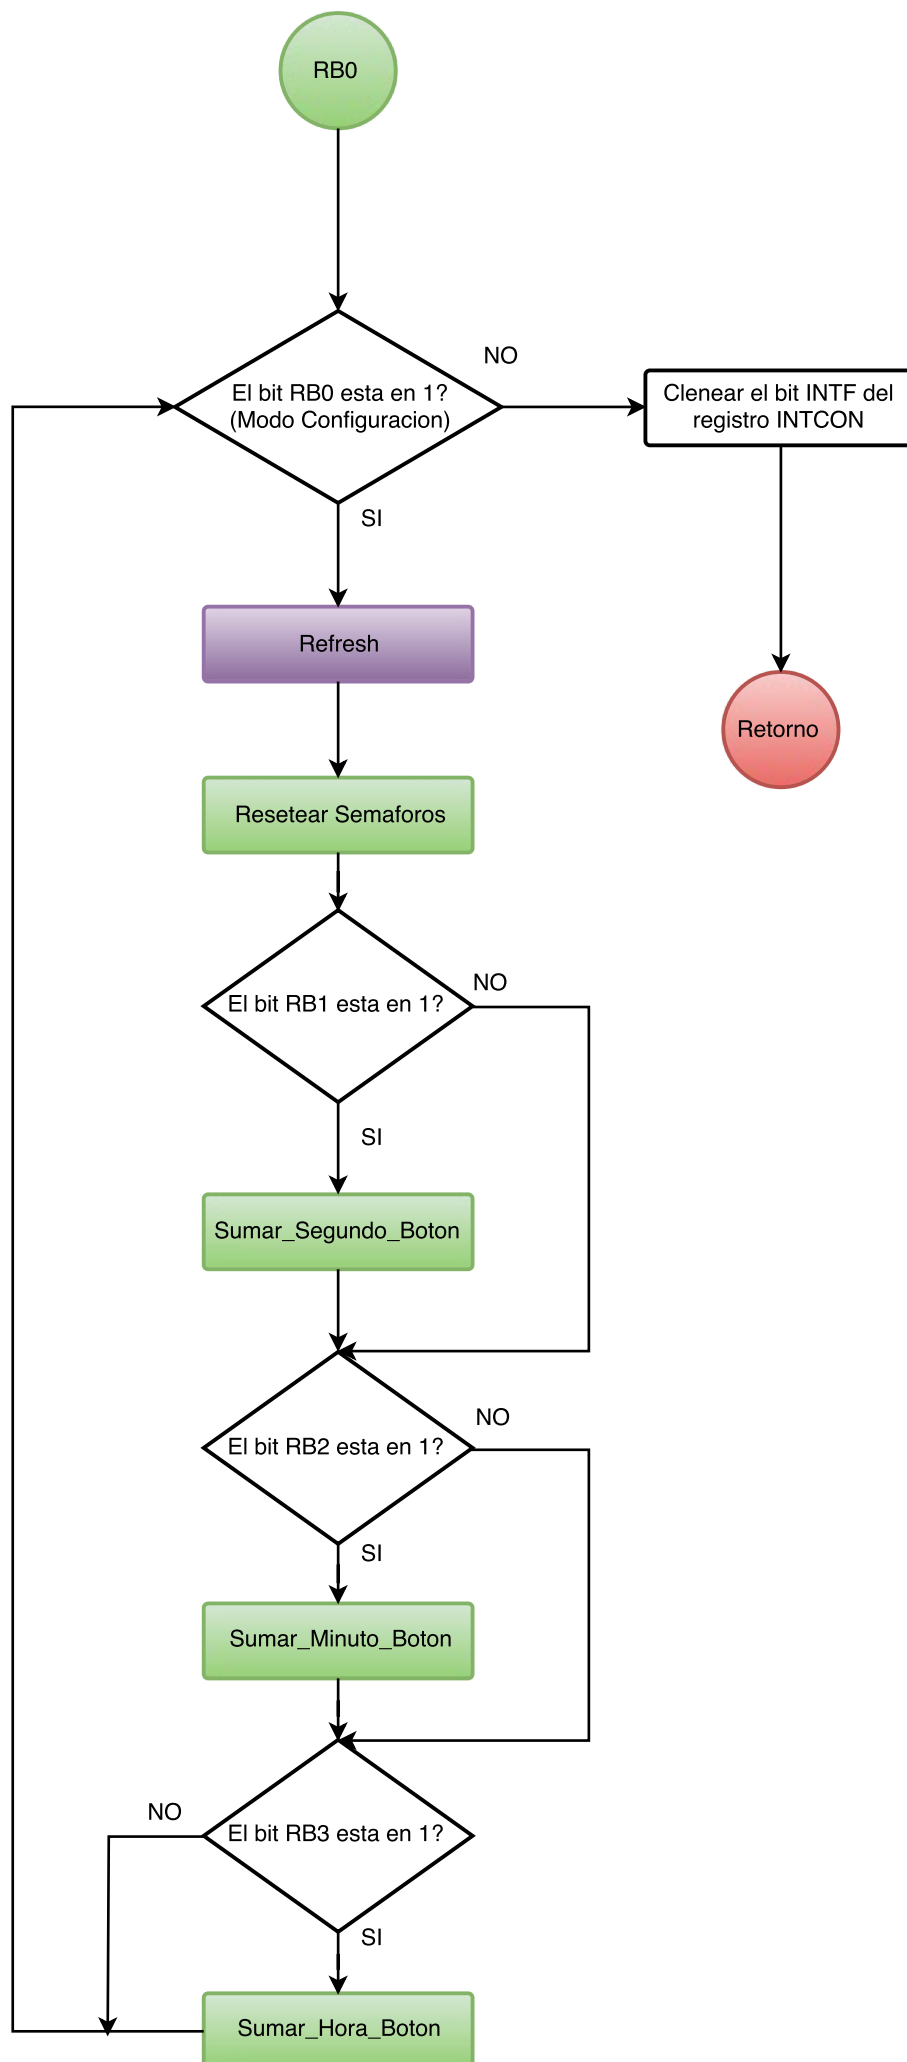 RB0
El bit RB0 esta en 1?
(Modo Configuracion)
NO
Clenear el bit INTF del
registro INTCON
SI
Refresh
Retorno
Resetear Semaforos
El bit RB1 esta en 1?
NO
SI
Sumar_Segundo_Boton
El bit RB2 esta en 1?
NO
SI
Sumar_Minuto_Boton
El bit RB3 esta en 1?
NO
SI
Sumar_Hora_Boton